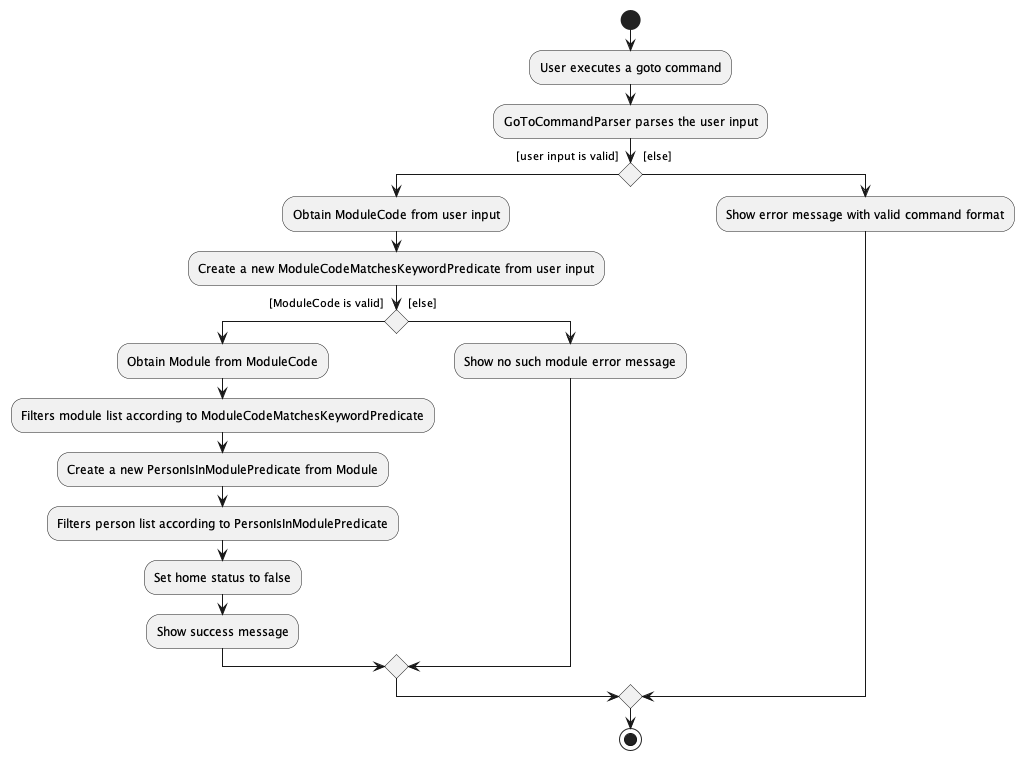 User executes a goto command
GoToCommandParser parses the user input
[user input is valid] [else]
Obtain ModuleCode from user input
Show error message with valid command format
Create a new ModuleCodeMatchesKeywordPredicate from user input
[ModuleCode is valid] [else]
Obtain Module from ModuleCode
Show no such module error message
Filters module list according to ModuleCodeMatchesKeywordPredicate
Create a new PersonIsInModulePredicate from Module
Filters person list according to PersonIsInModulePredicate
Set home status to false
Show success message